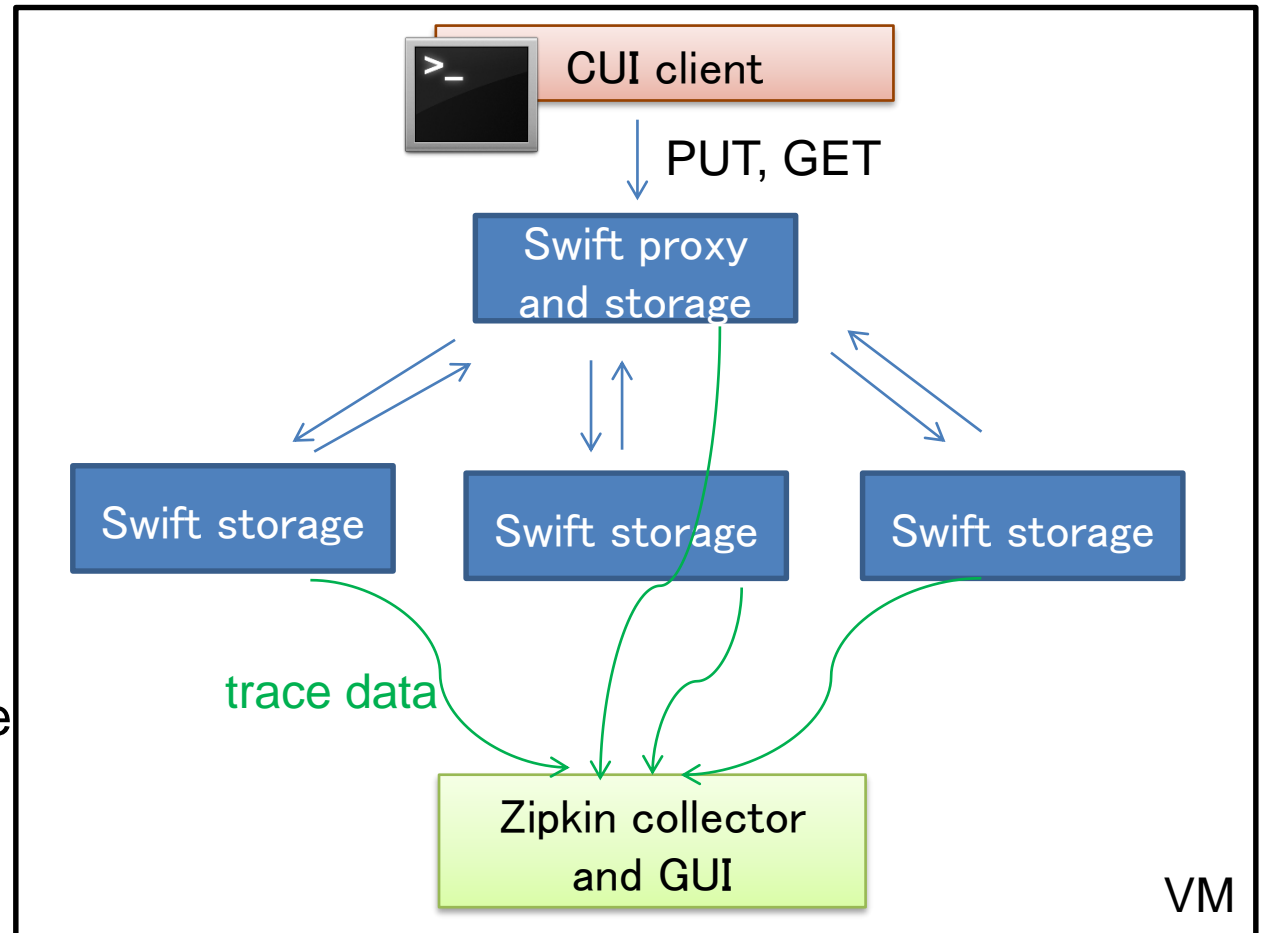 >_
CUI client
PUT, GET
Swift proxy
and storage
Swift storage
Swift storage
Swift storage
trace data
e
Zipkin collector
and GUI
VM